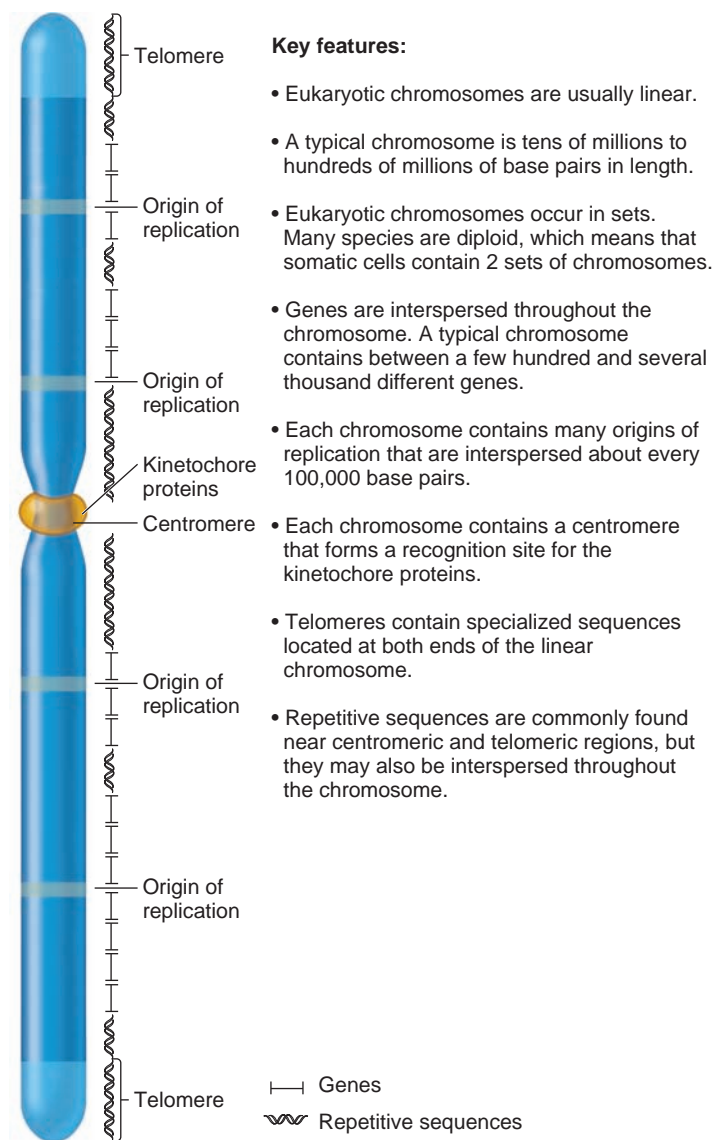 Telomere
Origin of
replication
Origin of
replication
Kinetochore
proteins
Centromere
Origin of
replication
Origin of
replication
Telomere
Key features:
• Eukaryotic chromosomes are usually linear.
• A typical chromosome is tens of millions to
hundreds of millions of base pairs in length.
• Eukaryotic chromosomes occur in sets.
Many species are diploid, which means that
somatic cells contain 2 sets of chromosomes.
• Genes are interspersed throughout the
chromosome. A typical chromosome
contains between a few hundred and several
thousand different genes.
• Each chromosome contains many origins of
replication that are interspersed about every
100,000 base pairs.
• Each chromosome contains a centromere
that forms a recognition site for the
kinetochore proteins.
• Telomeres contain specialized sequences
located at both ends of the linear
chromosome.
• Repetitive sequences are commonly found
near centromeric and telomeric regions, but
they may also be interspersed throughout
the chromosome.
Genes
Repetitive sequences